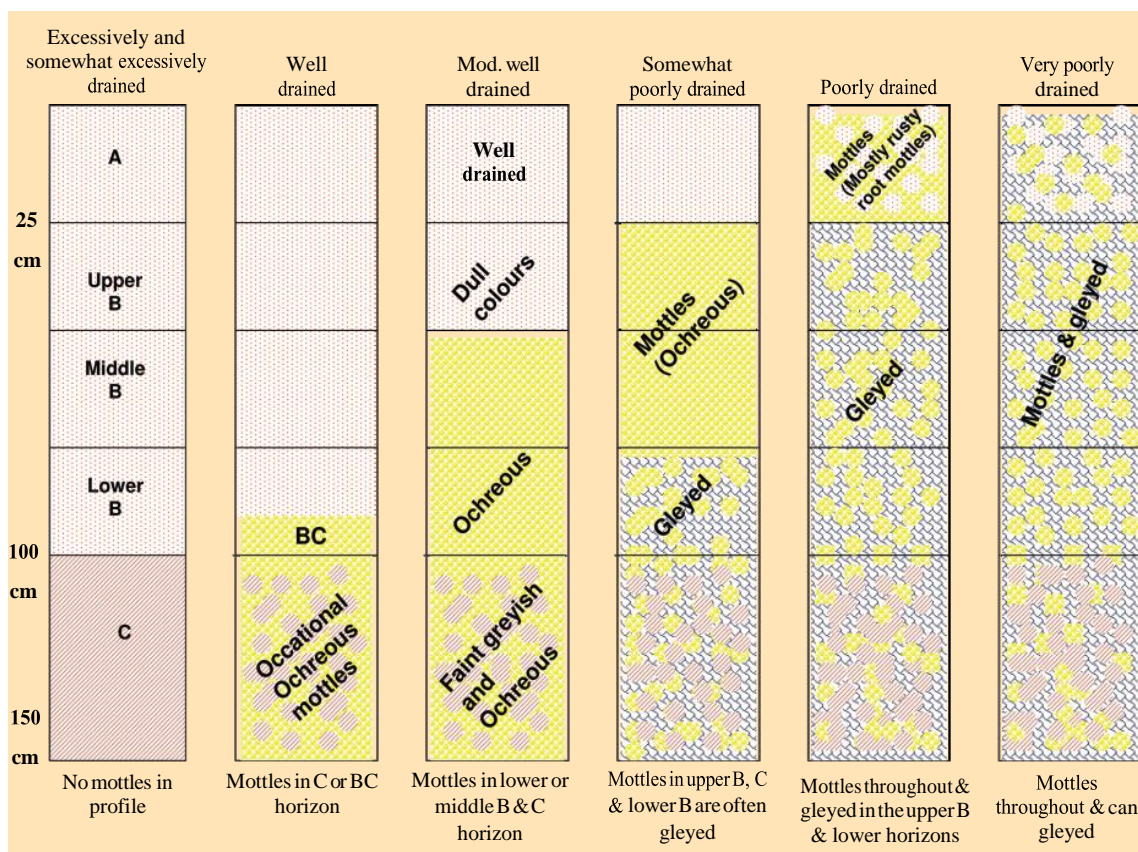 Excessively and
somewhat excessively
drained
Well
drained
Mod. well
drained
Somewhat
poorly drained
Poorly drained
Very poorly
drained
A
Well
drained
Mottles
(Mostly rusty
root mottles)
25
cm
Upper
B
Dull
colours
Mottles
(Ochreous)
Middle
B
Gleyed
Mottles & gleyed
Lower
B
BC
Ochreous
Gleyed
100
cm
C
Occational
Ochreous
mottles
Faint greyish
and
Ochreous
150
cm
No mottles in
profile
Mottles in C or BC
horizon
Mottles in lower or
middle B & C
horizon
Mottles in upper B, C
& lower B are often
gleyed
Mottles throughout &
gleyed in the upper B
& lower horizons
Mottles
throughout & can
gleyed